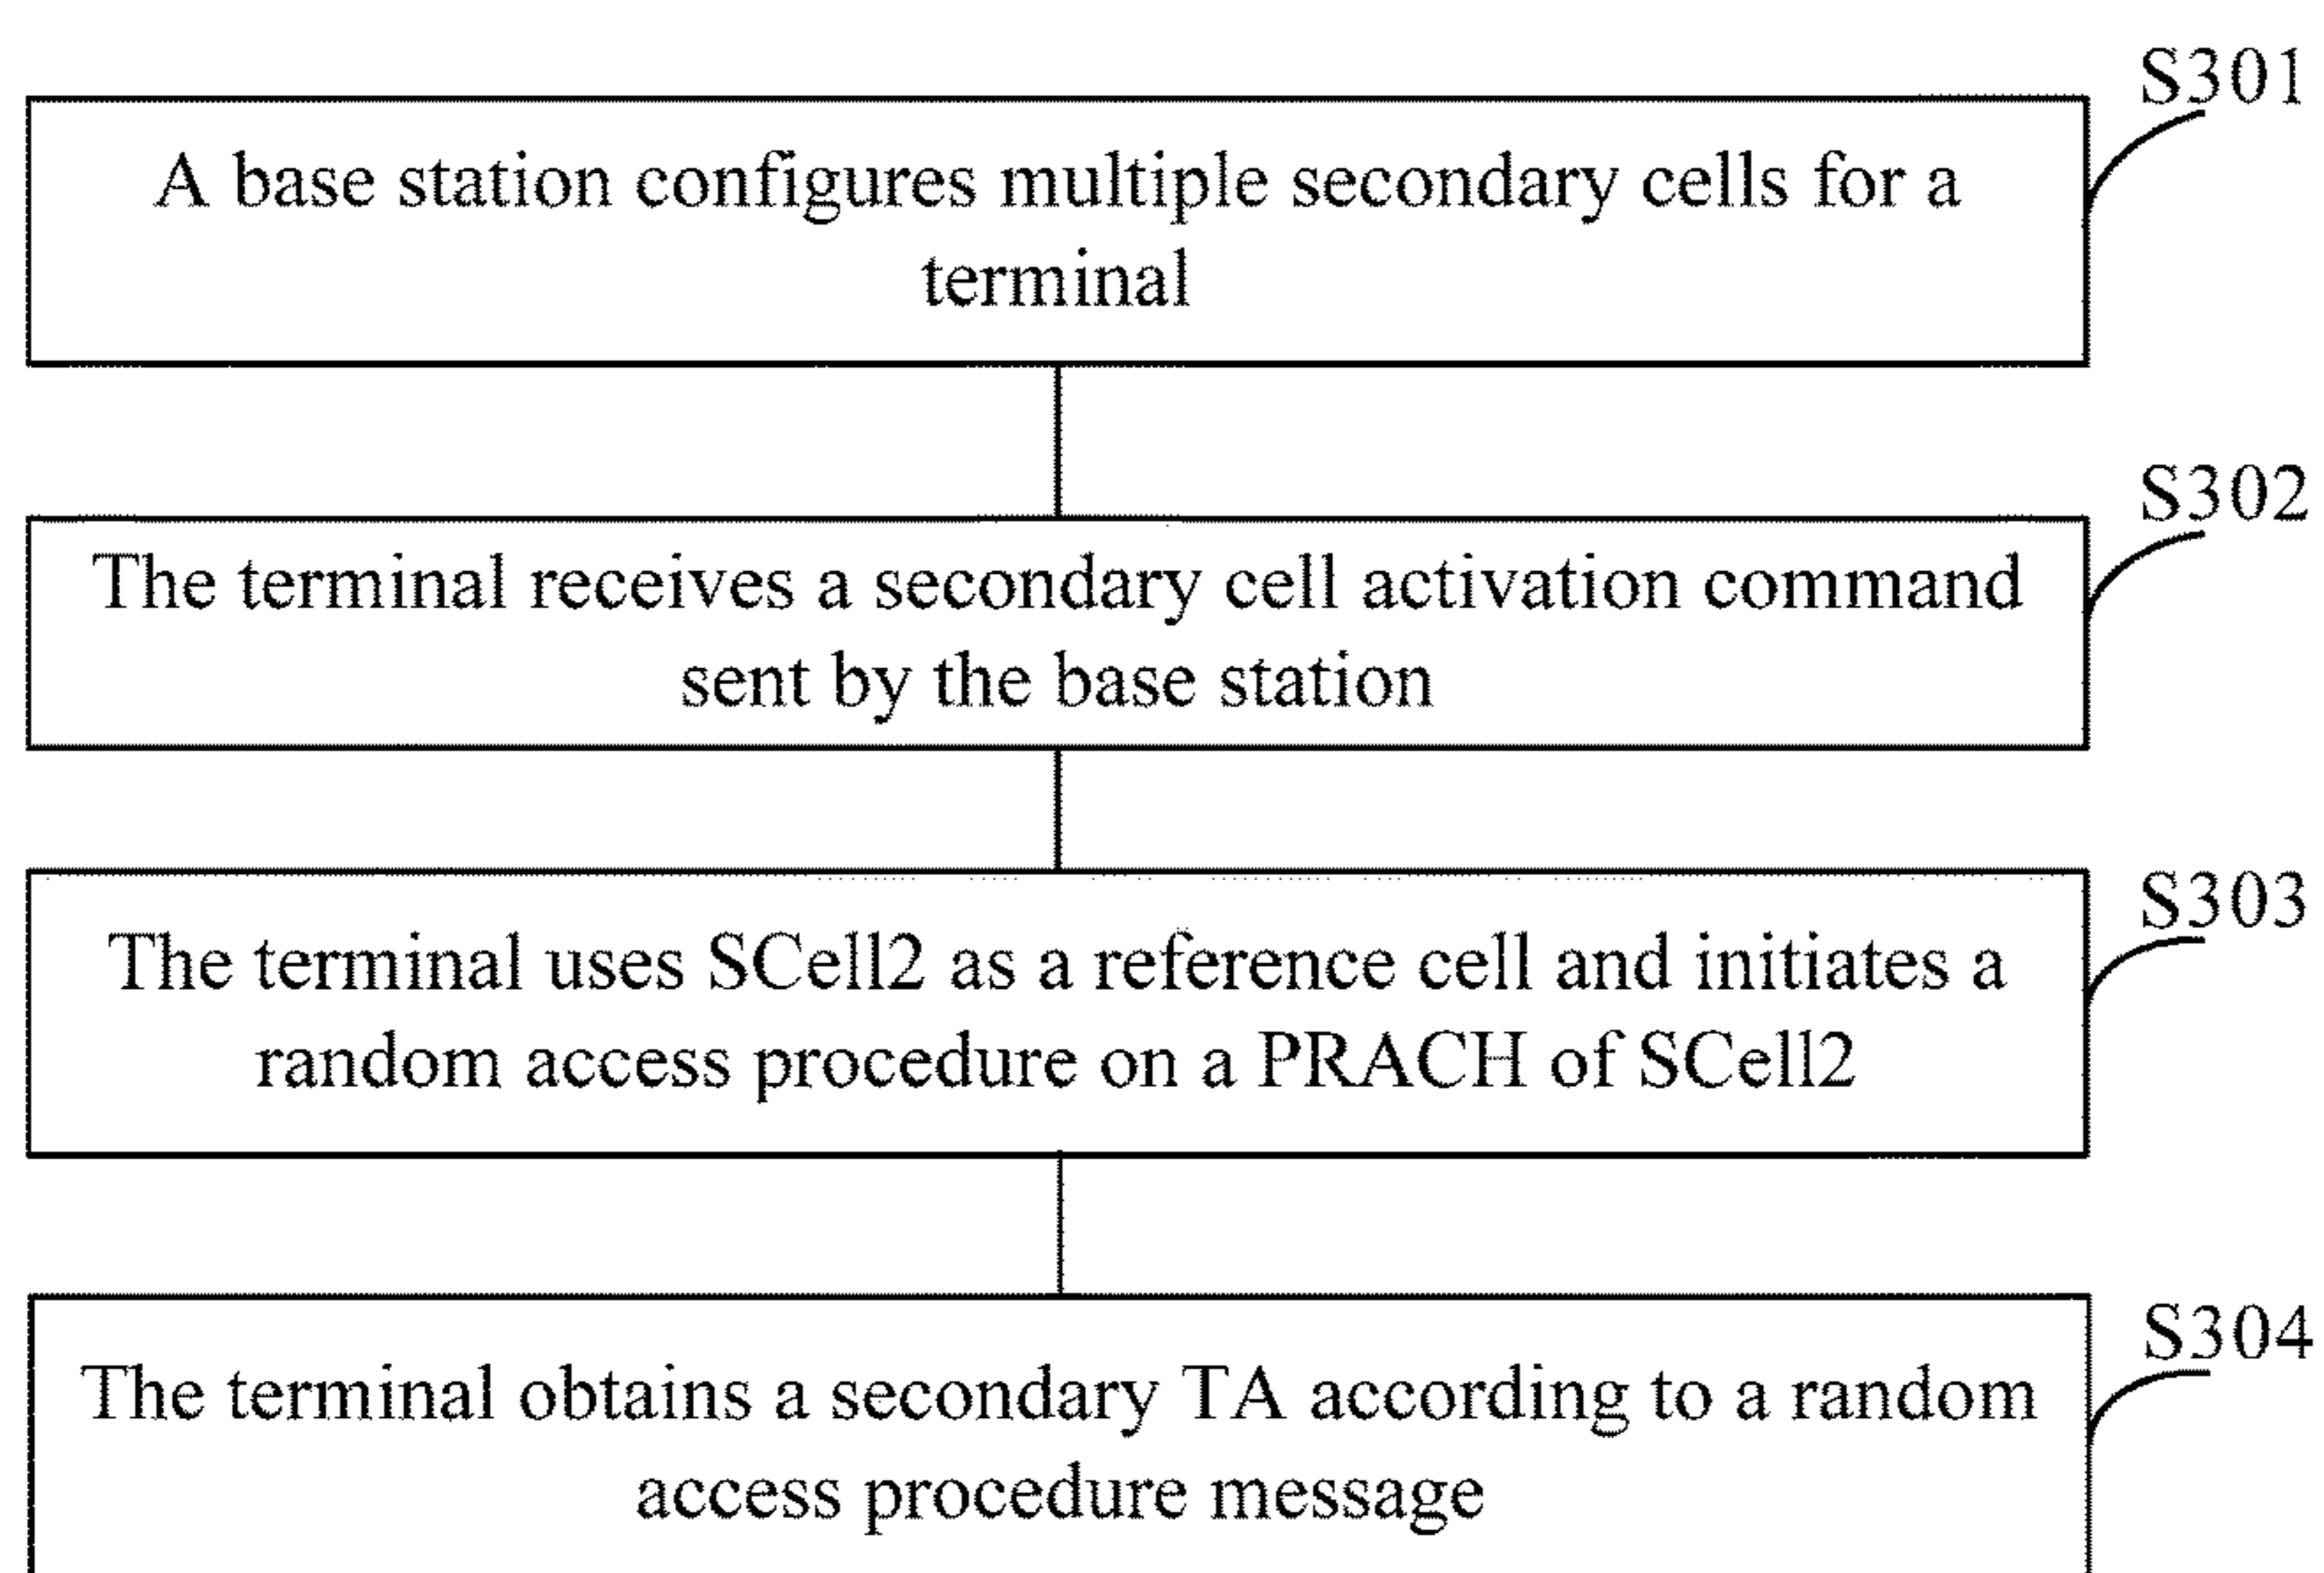 S301
A base station configures multiple secondary cells for a
terminal
S302
The terminal receives a secondary cell activation command
sent by the base station
S303
The terminal uses SCell2 as a reference cell and initiates a
random access procedure on a PRACH of SCell2
S304
The terminal obtains a secondary TA according to a random
access procedure message